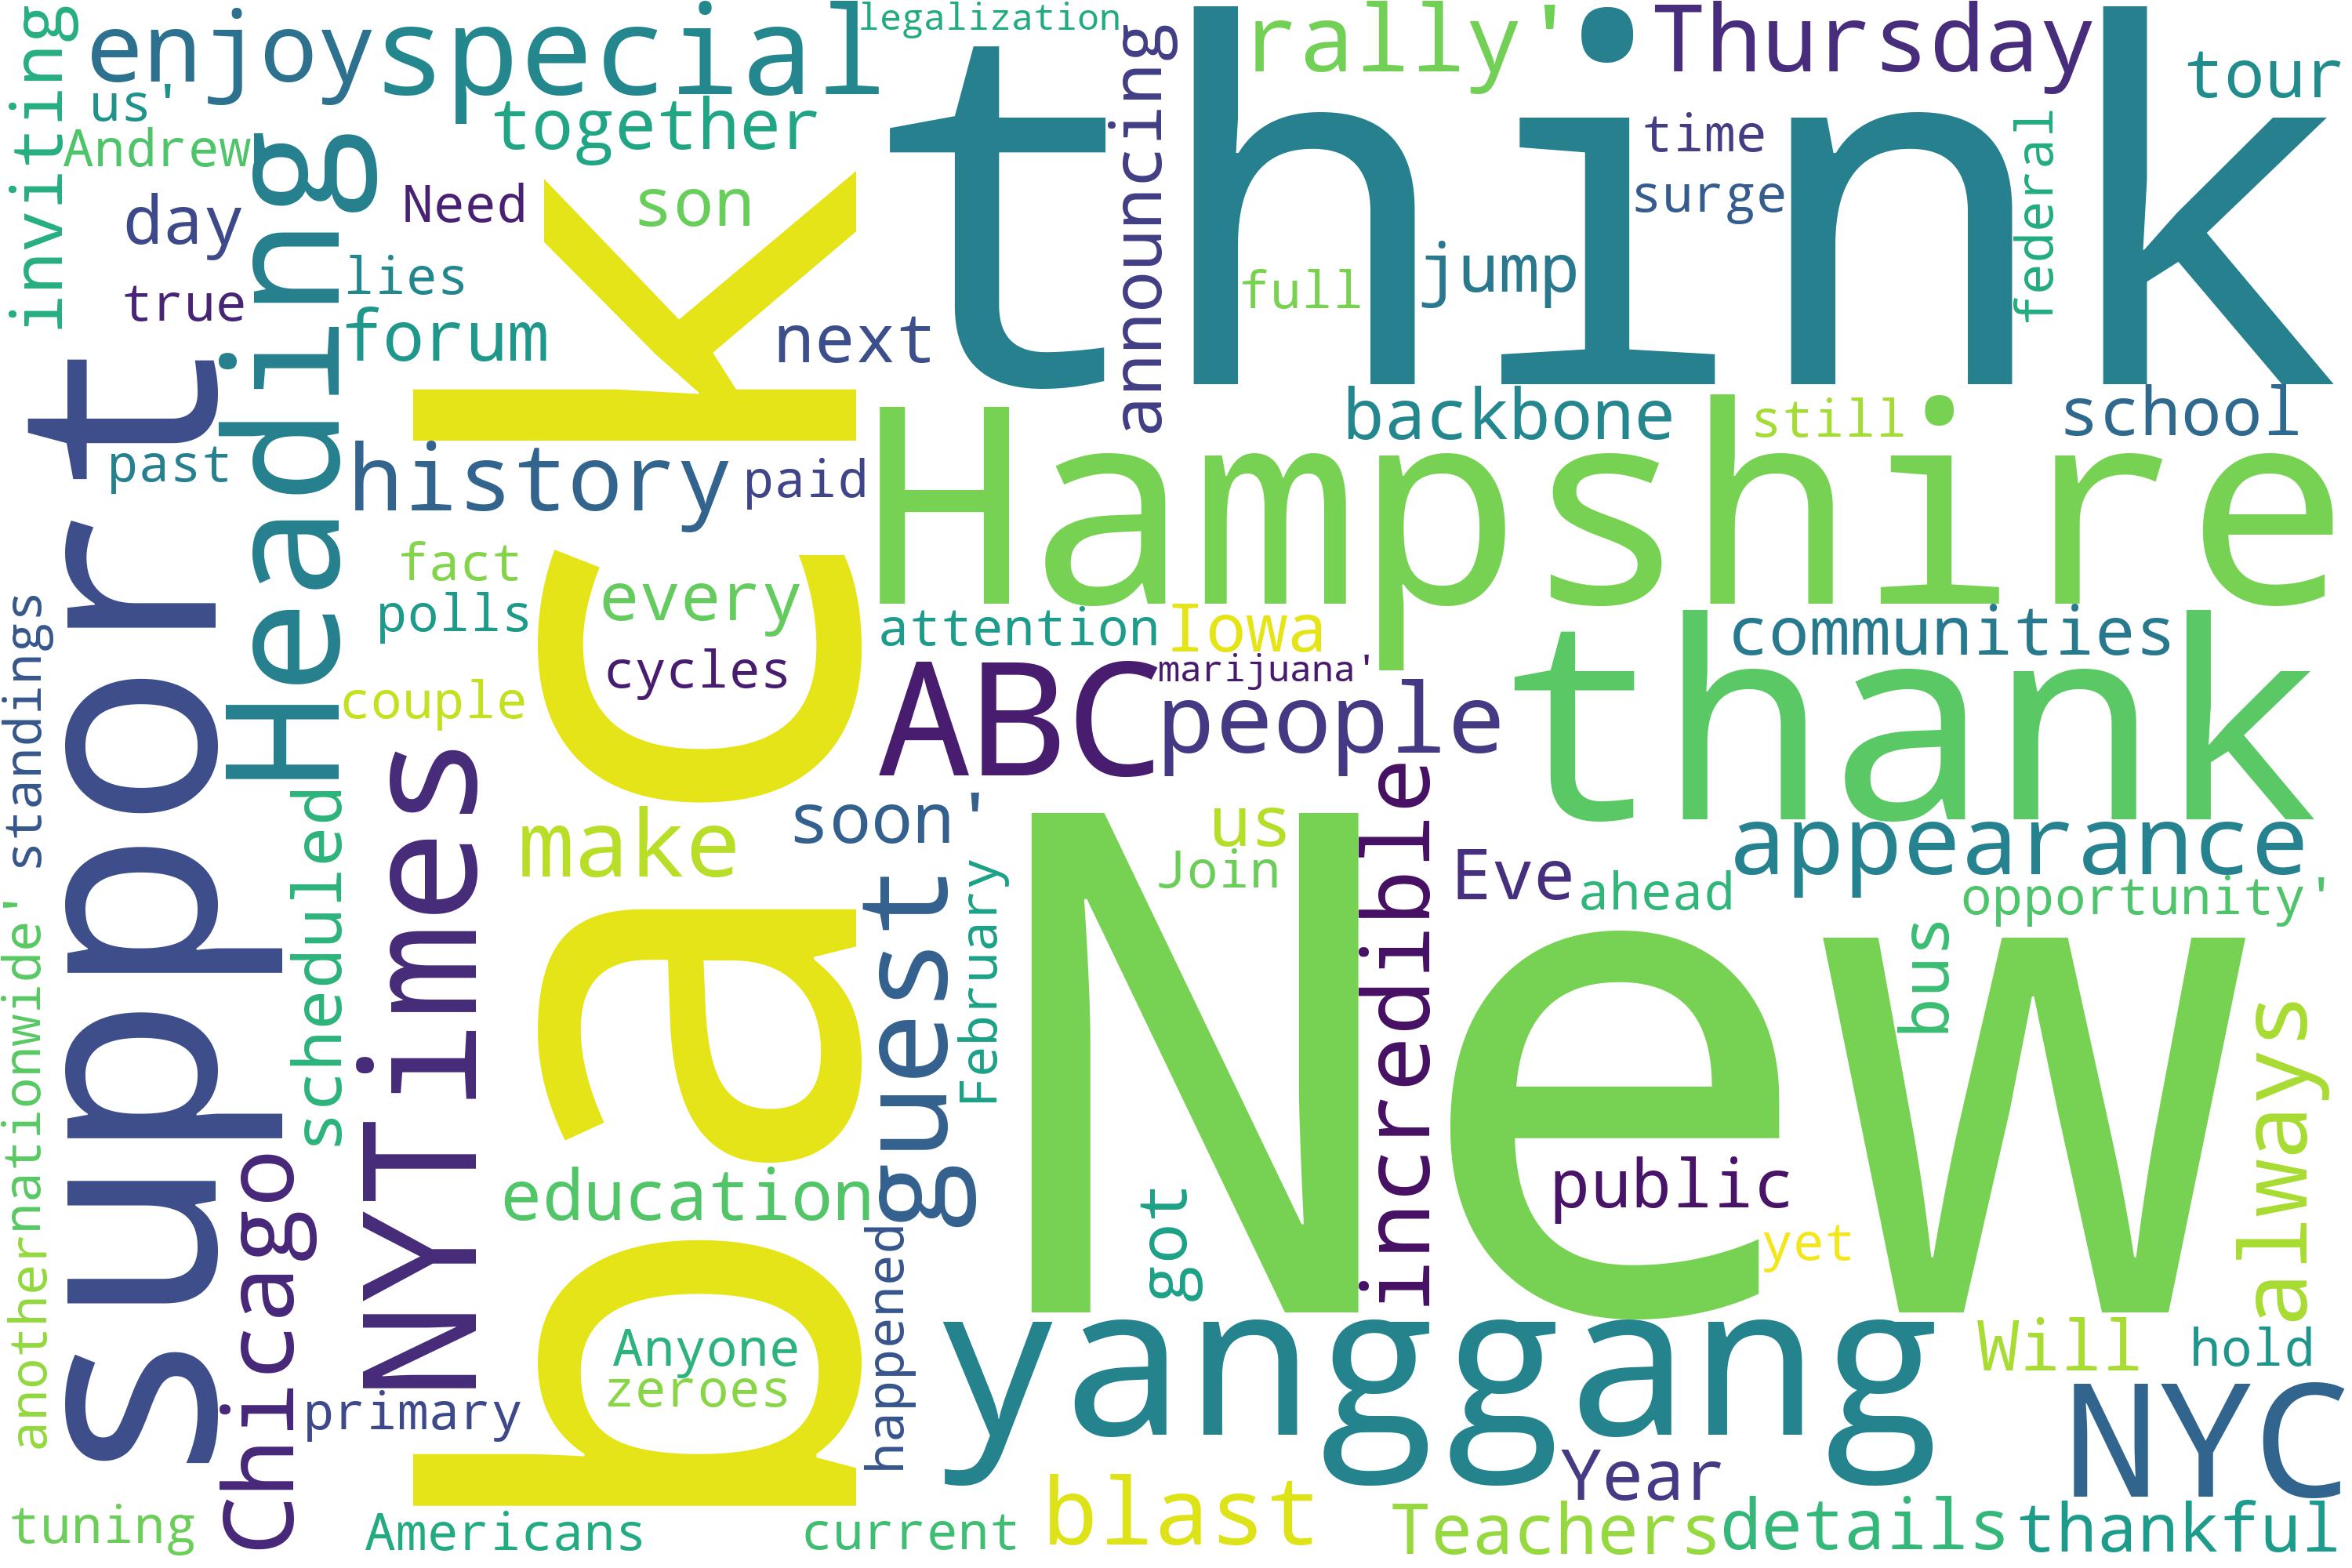 inviting
enjoy
special
legalization
announcing
rally'
Thursday
tour
us'
Andrew
together
think
time
federal
day
Need
son
surge
true
Heading
lies
full
jump
forum
next
back
support
past
history
paid
Hampshire
backbone
still
school
fact
every
polls
attention
Iowa
communities
cycles
ABC
marijuana'
thank
standings
couple
people
scheduled
NYTimes
make
soon'
us
incredible
Join
Eve
ahead
appearance
opportunity'
February
guest
New
bus
anothernationwide'
always
Chicago
education
got
public
yet
happened
Anyone
zeroes
yanggang
Will
hold
primary
NYC
Year
tuning
Americans
current
blast
Teachers
details
thankful